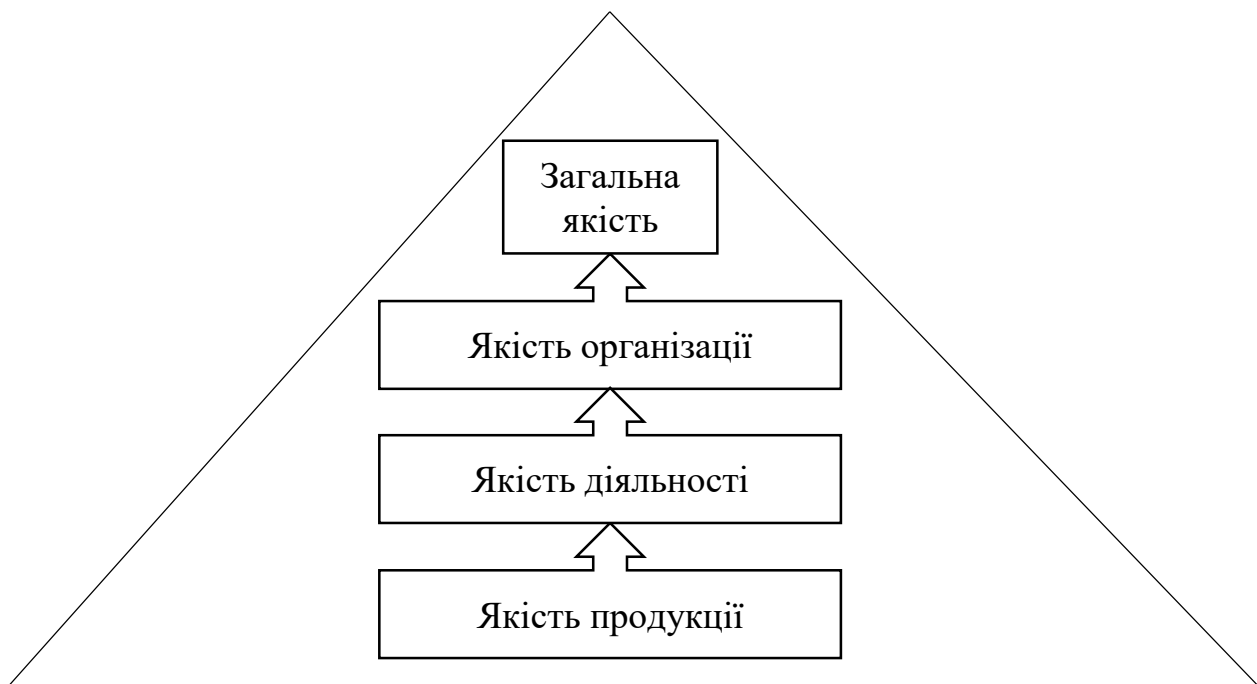 Загальна
якість
Якість організації
Якість діяльності
Якість продукції